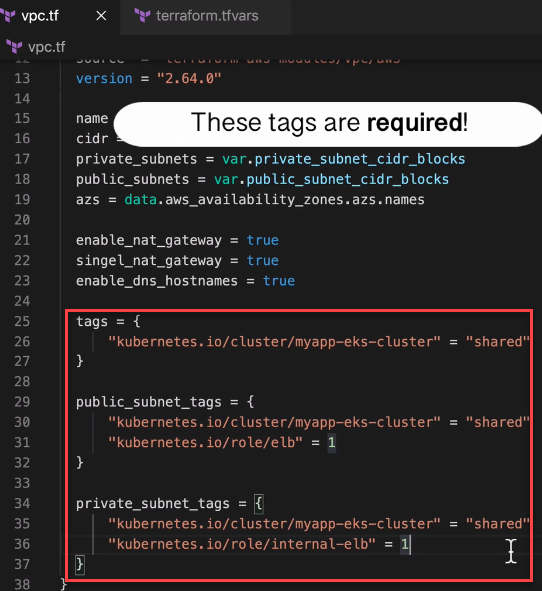 vpc.tf
terraform.tfvars
vpc.tf
12 source = "terraform-aws-modules/vpc/aws"
13 version = "2.64.0"
14
15 name
These tags are required!
16 cidr =
17 private_subnets = var.private_subnet_cidr_blocks
18 public_subnets = var.public_subnet_cidr_blocks
19 azs = data.aws_availability_zones.azs.names
20
21 enable_nat_gateway = true
22 singel_nat_gateway = true
23 enable_dns_hostnames = true
24
25 tags = {
26 "kubernetes.io/cluster/myapp-eks-cluster" = "shared"
27 }
28
29 public_subnet_tags = {
30 "kubernetes.io/cluster/myapp-eks-cluster" = "shared"
31 "kubernetes.io/role/elb" = 1
32 }
33
34 private_subnet_tags = {
35 "kubernetes.io/cluster/myapp-eks-cluster" = "shared"
36 "kubernetes.io/role/internal-elb" = 1
37 }
38 }